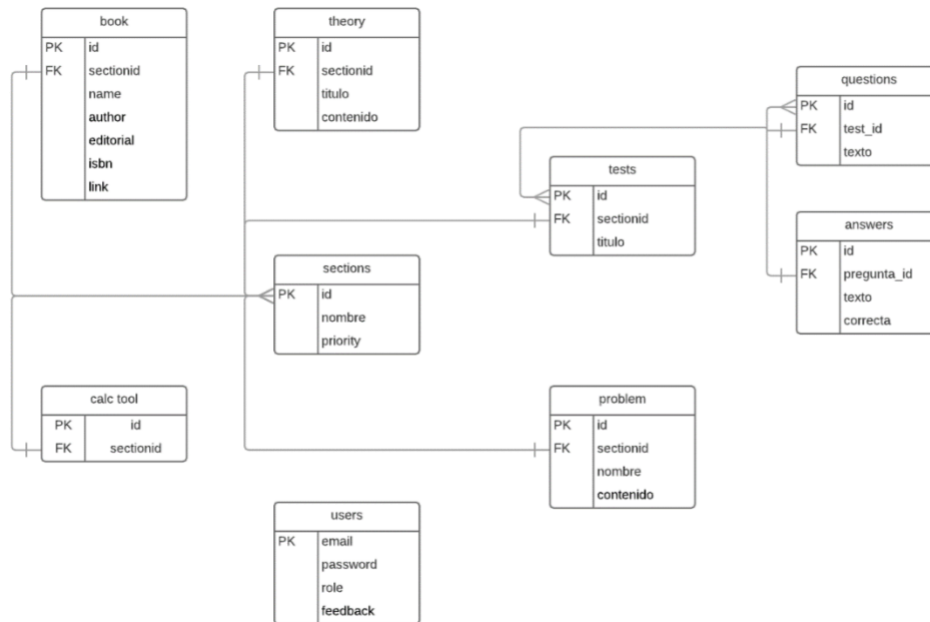 book
PK id
FK sectionid
name
author
editorial
isbn
link
theory
PK id
FK sectionid
titulo
contenido
questions
PK id
FK test_id
texto
tests
PK id
FK sectionid
titulo
answers
PK id
FK pregunta_id
texto
correcta
sections
PK id
nombre
priority
calc tool
PK id
FK sectionid
problem
PK id
FK sectionid
nombre
contenido
users
PK email
password
role
feedback